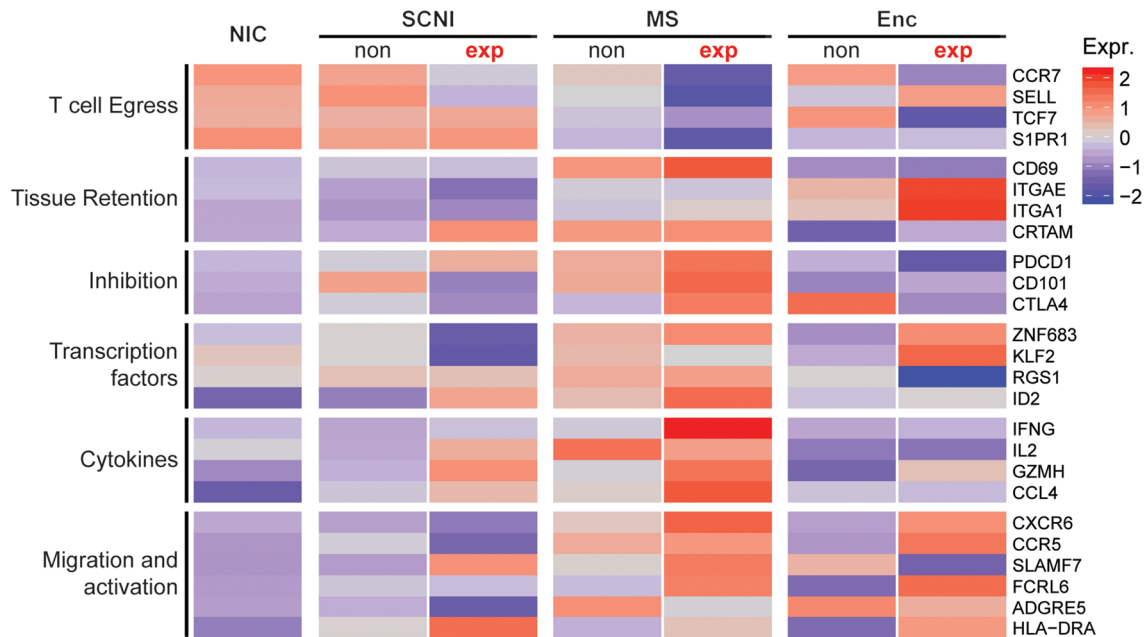 NIC SCNI MS Enc
non exp non exp non exp
Expr.
2
1
0
−1
−2
T cell Egress
CCR7
SELL
TCF7
S1PR1
Tissue Retention
CD69
ITGAE
ITGA1
CRTAM
Inhibition
PDCD1
CD101
CTLA4
Transcription
factors
ZNF683
KLF2
RGS1
ID2
Cytokines
IFNG
IL2
GZMH
CCL4
Migration and
activation
CXCR6
CCR5
SLAMF7
FCRL6
ADGRE5
HLA−DRA